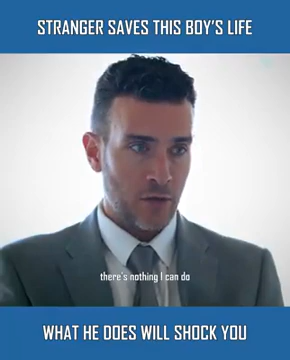 STRANGER SAVES THIS BOY'S LIFE
there's nothing I can do
WHAT HE DOES WILL SHOCK YOU